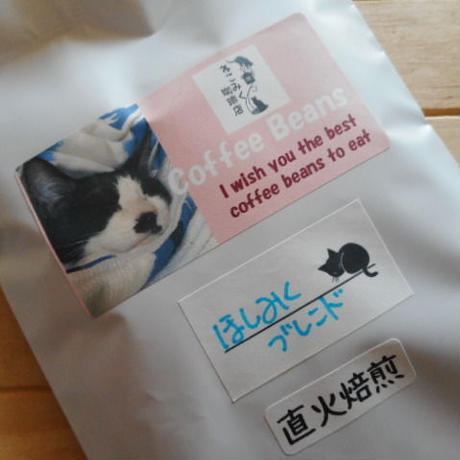 ねこみく
珈琲店
Coffee Beans
I wish you the best
coffee beans to eat
ほしみく
ブレンド
直火焙煎